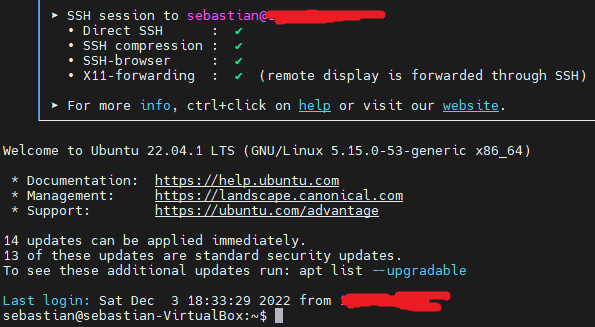 ➤ SSH session to sebastian@
• Direct SSH : ✔
• SSH compression : ✔
• SSH-browser : ✔
• X11-forwarding : ✔ (remote display is forwarded through SSH)
➤ For more info, ctrl+click on help or visit our website.
Welcome to Ubuntu 22.04.1 LTS (GNU/Linux 5.15.0-53-generic x86_64)
* Documentation: https://help.ubuntu.com
* Management: https://landscape.canonical.com
* Support: https://ubuntu.com/advantage
14 updates can be applied immediately.
13 of these updates are standard security updates.
To see these additional updates run: apt list --upgradable
Last login: Sat Dec 3 18:33:29 2022 from
sebastian@sebastian-VirtualBox:~$